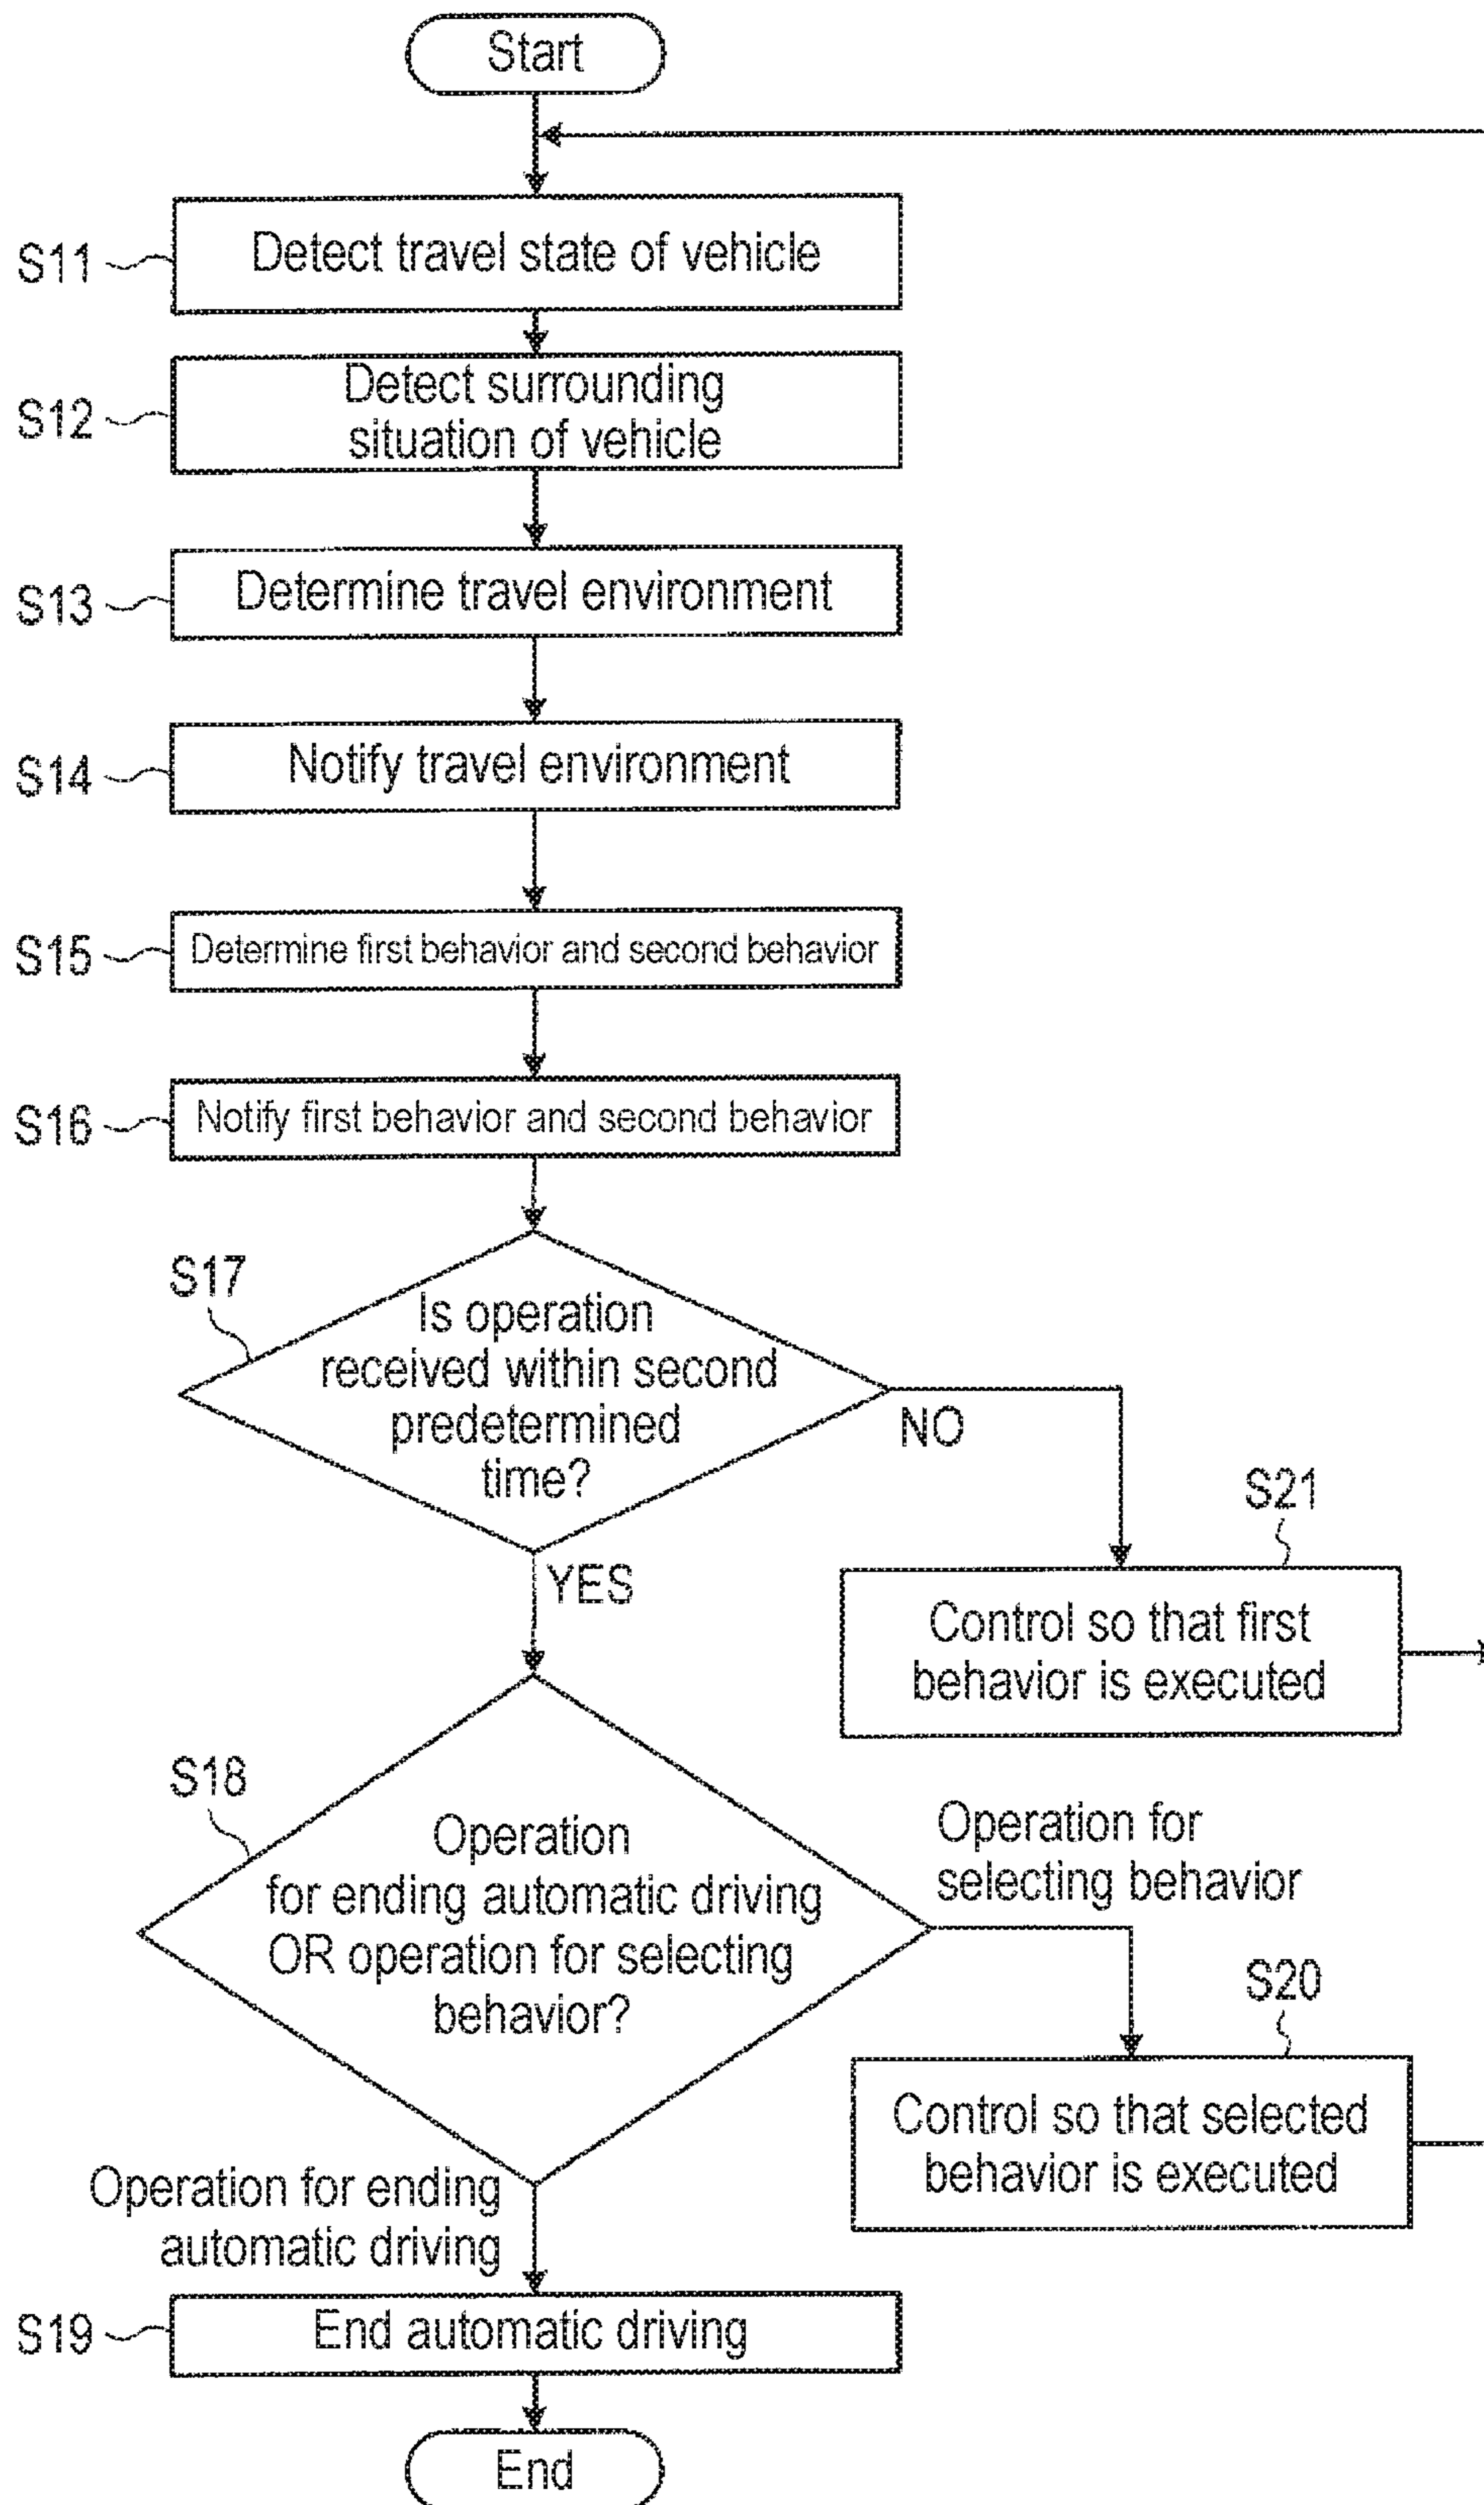 Start
S11
Detect travel state of vehicle
S12
Detect surrounding
situation of vehicle
S13
Determine travel environment
S14
Notify travel environment
S15
Determine first behavior and second behavior
S16
Notify first behavior and second behavior
S17
Is operation
received within second
predetermined
time?
NO
YES
S21
Control so that first
behavior is executed
S18
Operation
for ending automatic driving
OR operation for selecting
behavior?
Operation for
selecting behavior
S20
Control so that selected
behavior is executed
Operation for ending
automatic driving
S19
End automatic driving
End